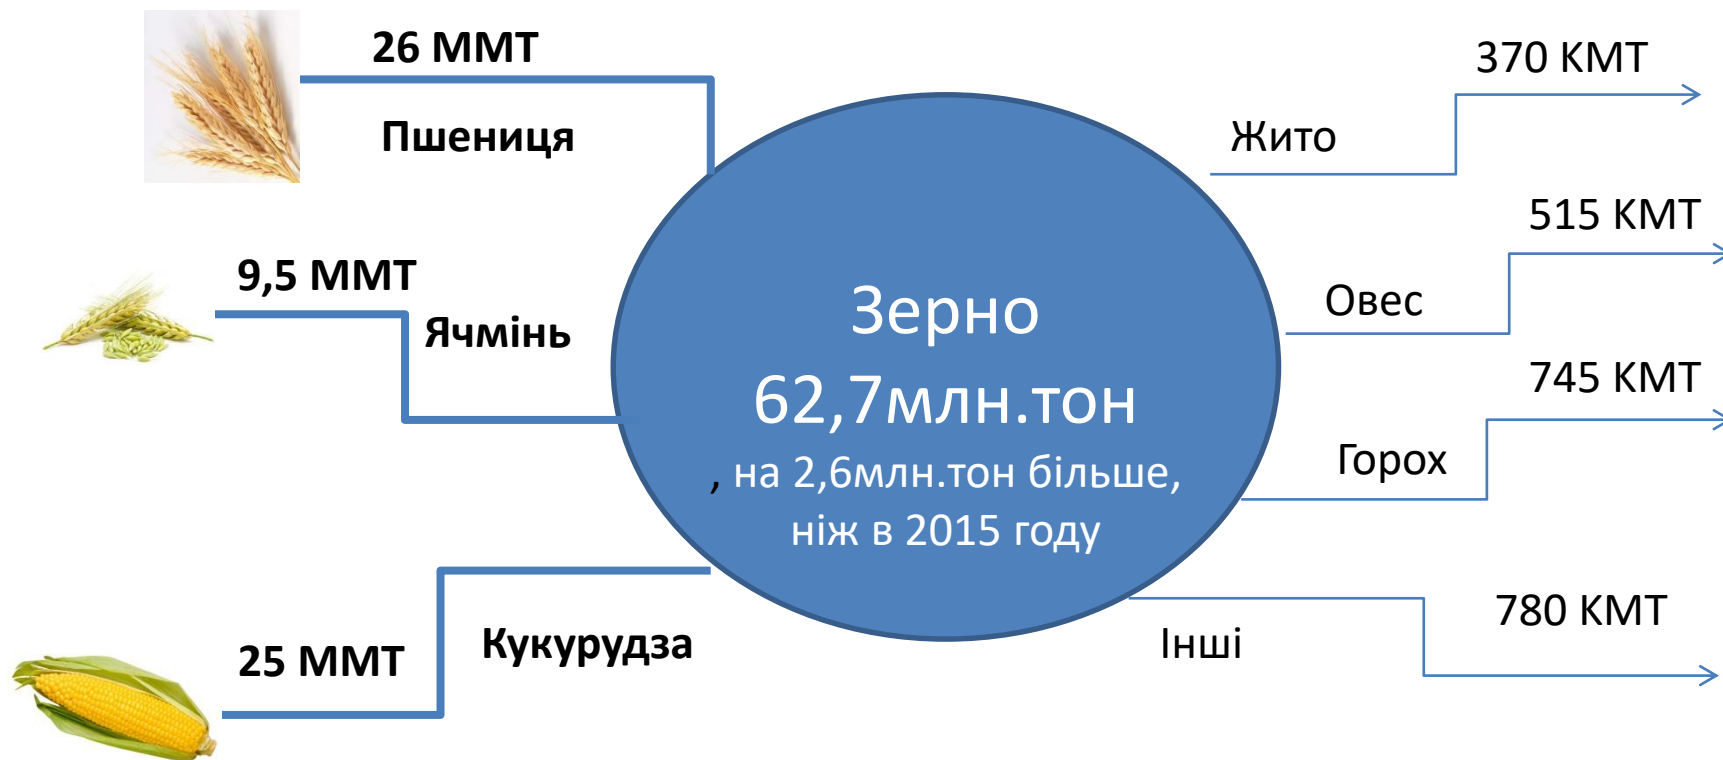 26 ММТ
Пшениця
9,5 ММТ
Ячмінь
25 ММТ
Кукурудза
Зерно
62,7млн.тон
, на 2,6млн.тон більше,
ніж в 2015 году
370 КМТ
Жито
515 КМТ
Овес
745 КМТ
Горох
780 КМТ
Інші